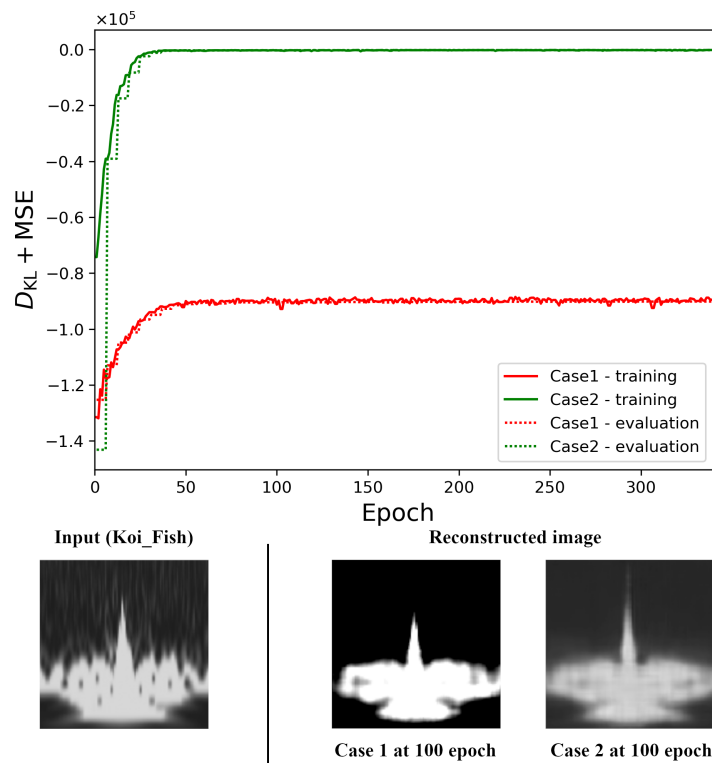 ×10⁵
0.0
−0.2
−0.4
−0.6
−0.8
−1.0
−1.2
−1.4
D_KL + MSE
0 50 100 150 200 250 300
Epoch
Case1 - training
Case2 - training
Case1 - evaluation
Case2 - evaluation
Input (Koi_Fish)
Reconstructed image
Case 1 at 100 epoch
Case 2 at 100 epoch